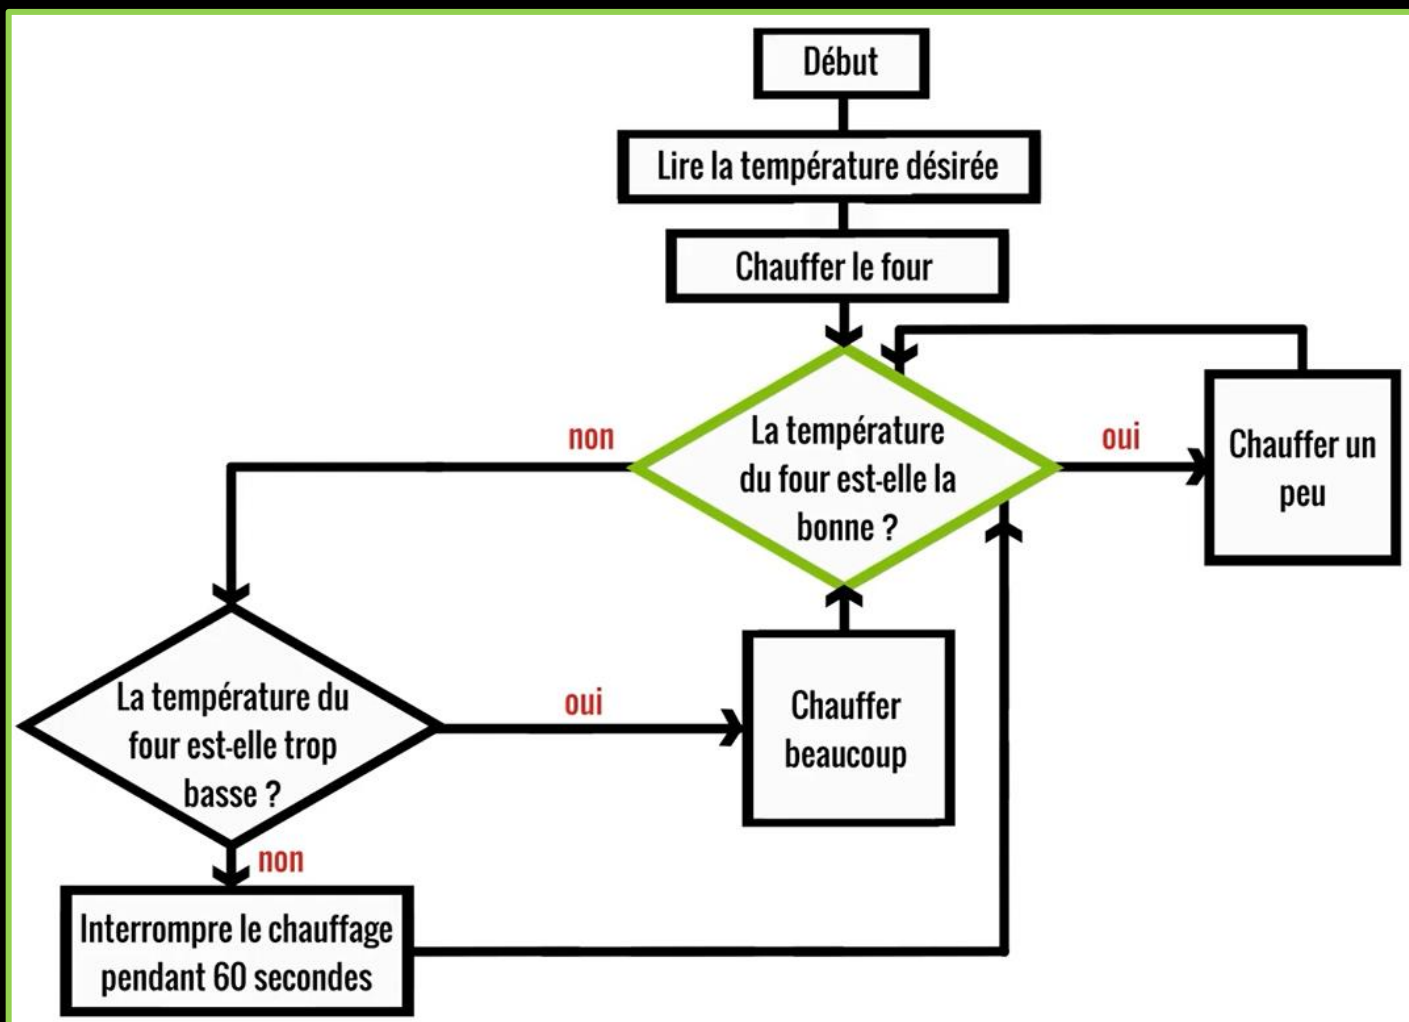 Début
Lire la température désirée
Chauffer le four
La température
du four est-elle la
bonne ?
non
oui
Chauffer un
peu
La température du
four est-elle trop
basse ?
oui
Chauffer
beaucoup
non
Interrompre le chauffage
pendant 60 secondes